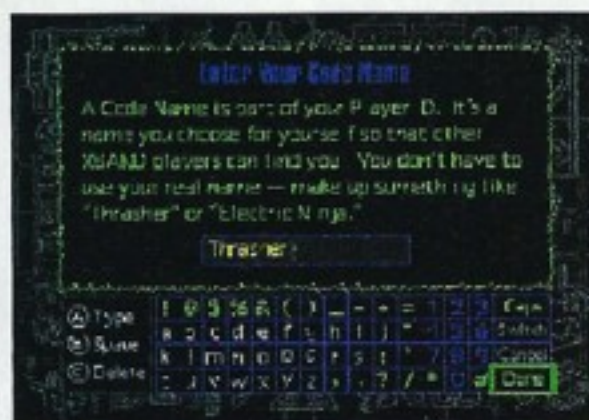 Enter Your Code Name
A Code Name is part of your Player ID. It's a
name you choose for yourself so that other
XBAND players can find you. You don't have to
use your real name — make up something like
"Thrasher" or "Electric Ninja."
Thrasher
(A) Type
(B) Space
(C) Delete
a b c d e f g h i j
k l m n o p q r s t
u v w x y z
Caps
Switch
Cancel
Done